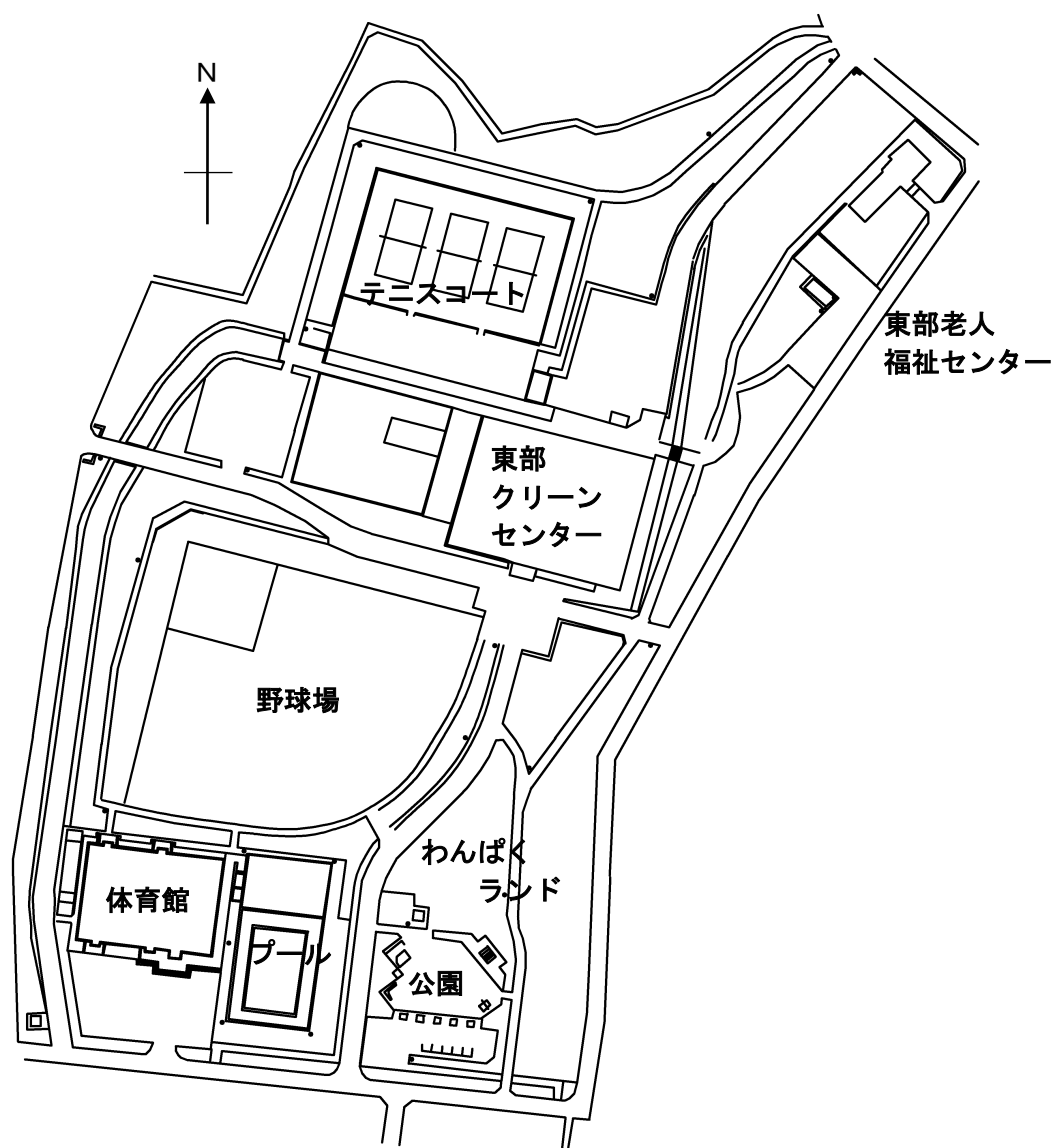 N
テニスコート
東部老人
福祉センター
東部
クリーン
センター
野球場
わんぱく
ランド
体育館
プール
公園